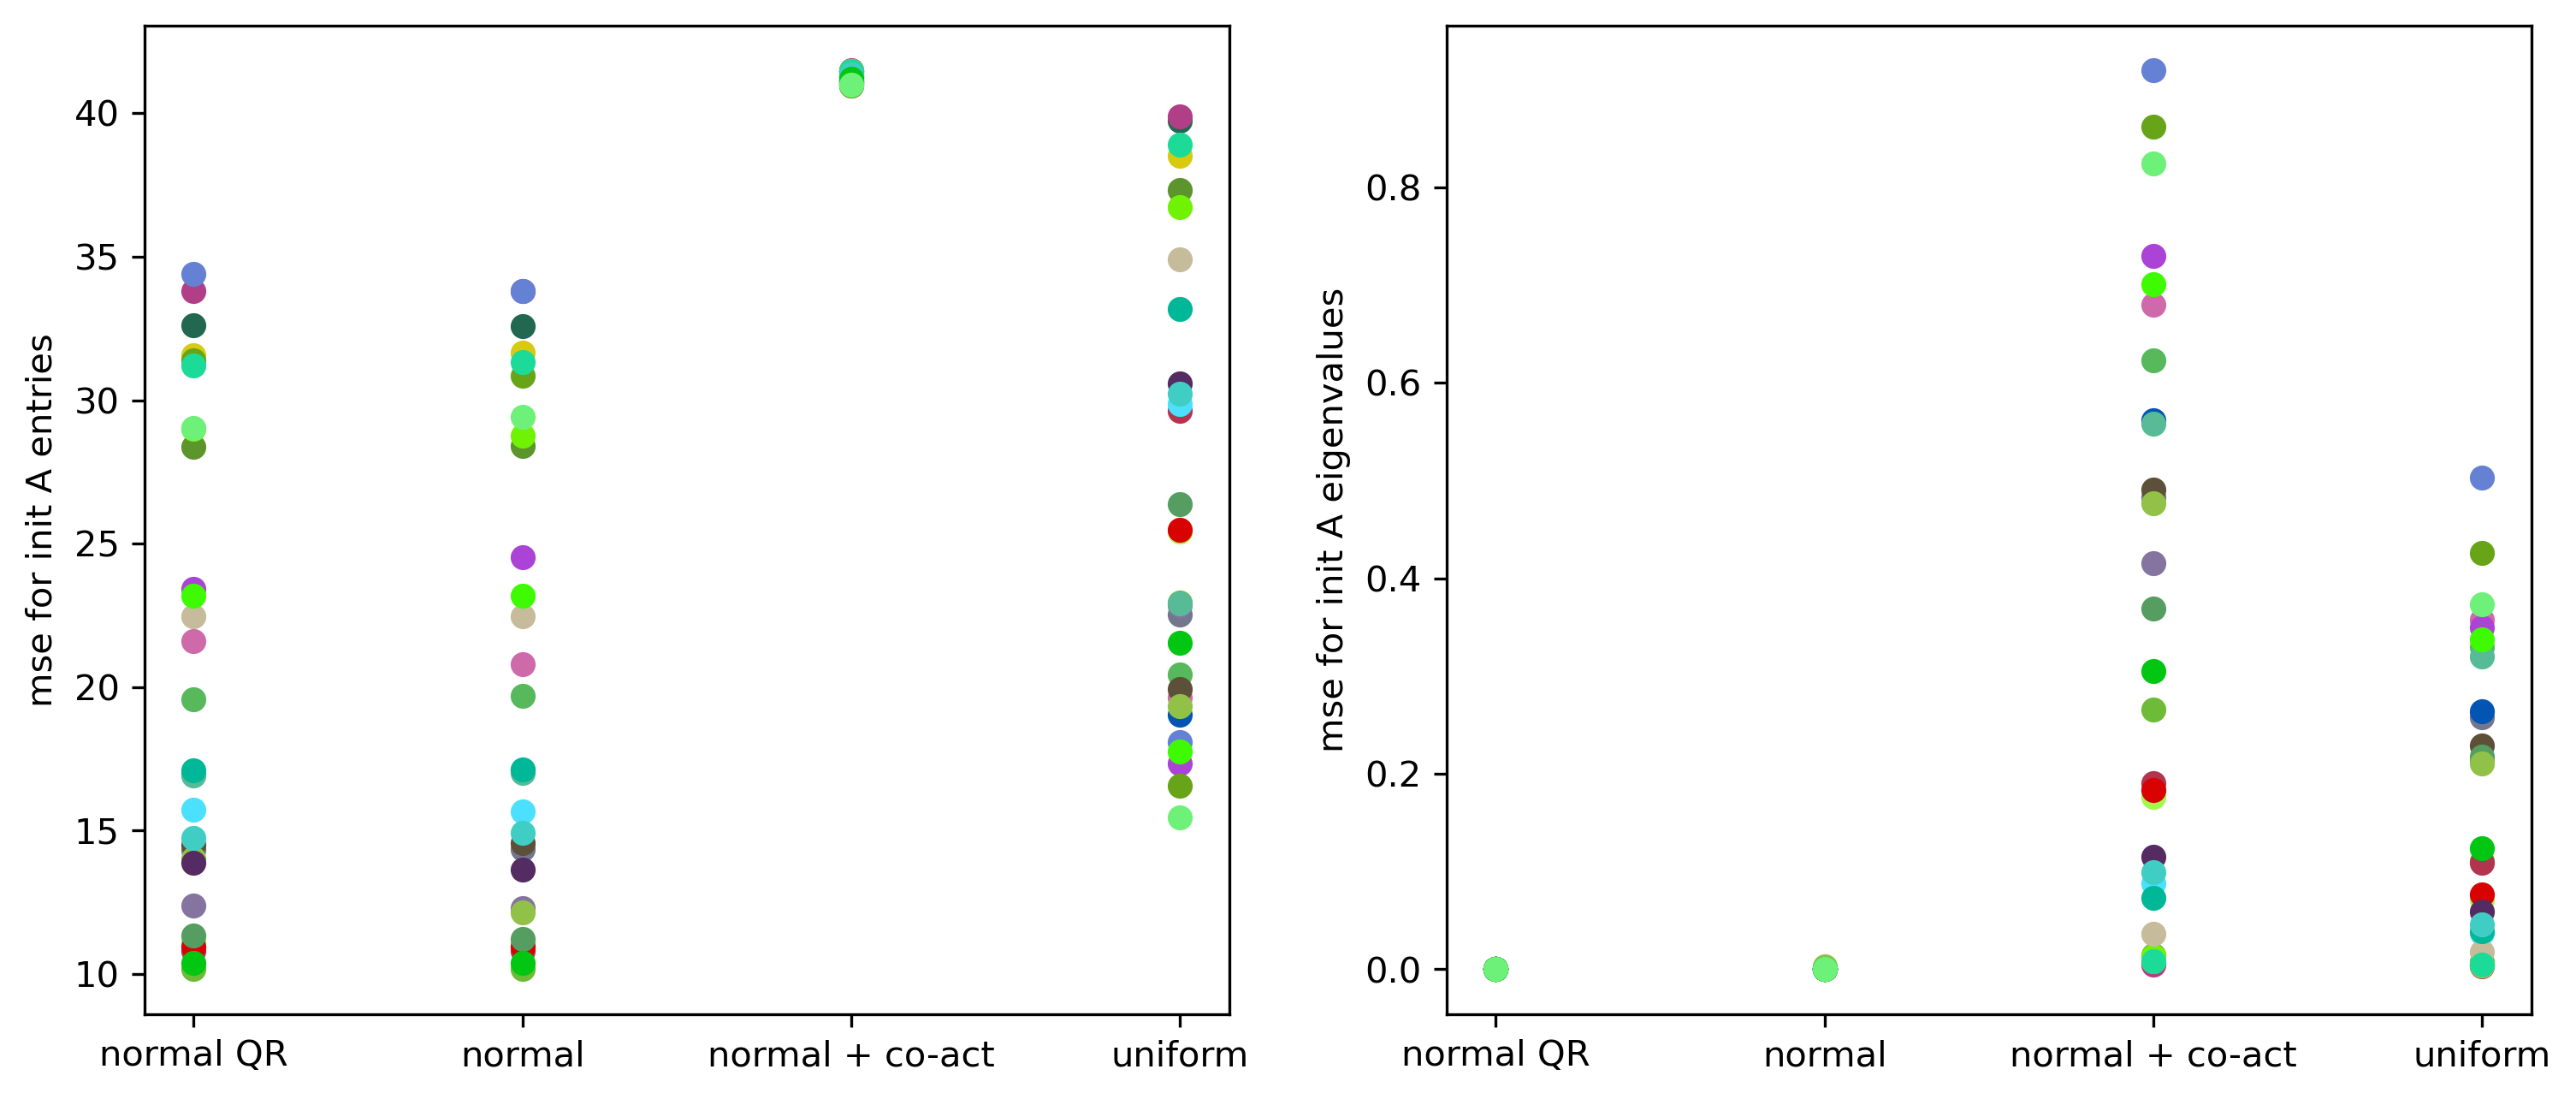 mse for init A entries
40
35
30
25
20
15
10
normal QR
normal
normal + co-act
uniform
mse for init A eigenvalues
0.8
0.6
0.4
0.2
0.0
normal QR
normal
normal + co-act
uniform